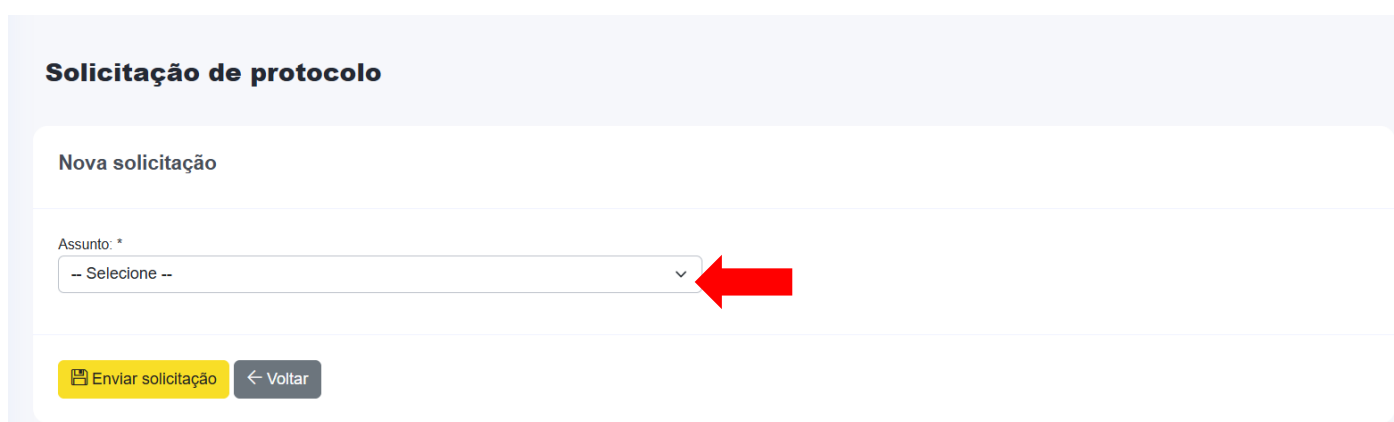 Solicitação de protocolo
Nova solicitação
Assunto: *
-- Selecione --
Enviar solicitação
Voltar